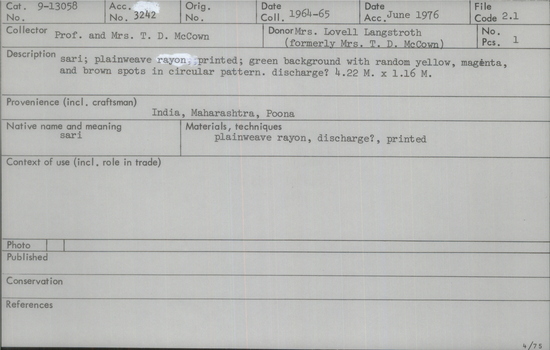 Cat. No. 9-13058 Acc. No. 3242 Orig. No. Date Coll. 1964-65 Date Acc. June 1976 File Code 2.1
Collector Prof. and Mrs. T. D. McCown Donor Mrs. Lovell Langstroth (formerly Mrs. T. D. McCown) No. Pcs. 1
Description sari; plainweave rayon, printed; green background with random yellow, magenta,
and brown spots in circular pattern. discharge? 4.22 M. x 1.16 M.
Provenience (incl. craftsman)
India, Maharashtra, Poona
Native name and meaning Materials, techniques
sari plainweave rayon, discharge?, printed
Context of use (incl. role in trade)
Photo
Published
Conservation
References
4/75